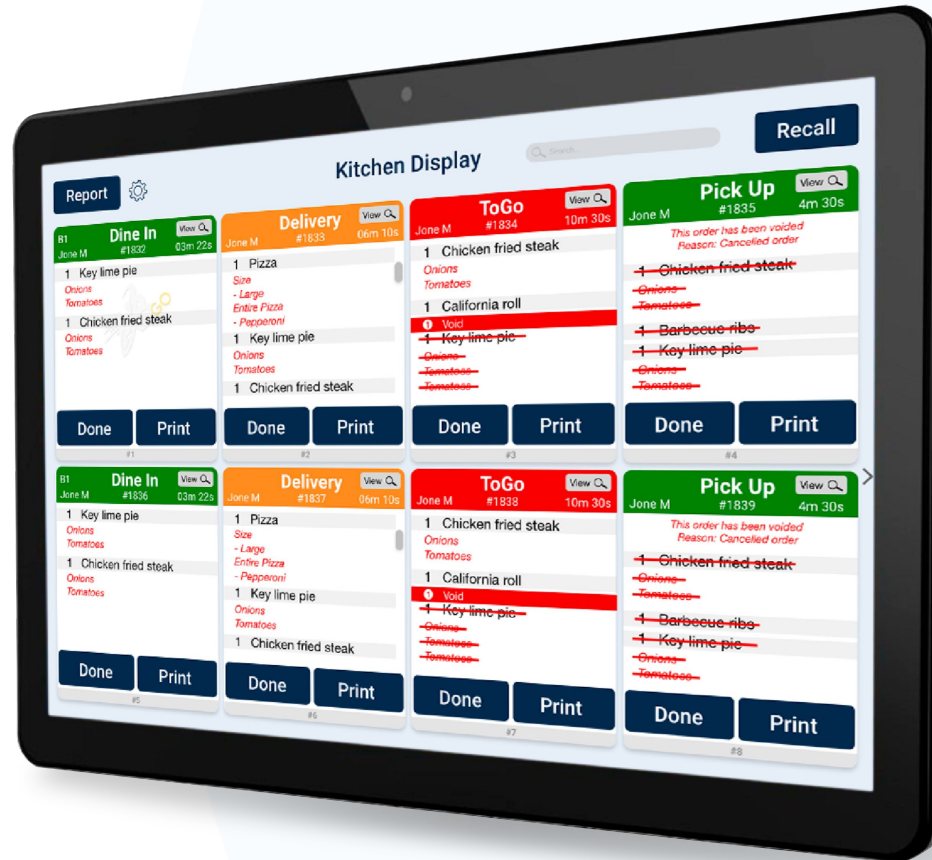 Kitchen Display
Search...
Recall
Report
B1
Dine In
View
Jone M
#1832
03m 22s
1 Key lime pie
Onions
Tomatoes
1 Chicken fried steak
Onions
Tomatoes
Done
Print
#1
Delivery
View
Jone M
#1833
06m 10s
1 Pizza
Size
- Large
Entire Pizza
- Pepperoni
1 Key lime pie
Onions
Tomatoes
1 Chicken fried steak
Done
Print
#2
ToGo
View
Jone M
#1834
10m 30s
1 Chicken fried steak
Onions
Tomatoes
1 California roll
1 Void
1 Key lime pie
Onions
Tomatoes
Tomatoes
Done
Print
#3
Pick Up
View
Jone M
#1835
4m 30s
This order has been voided
Reason: Cancelled order
1 Chicken fried steak
Onions
Tomatoes
1 Barbecue ribs
1 Key lime pie
Onions
Tomatoes
Done
Print
#4
B1
Dine In
View
Jone M
#1836
03m 22s
1 Key lime pie
Onions
Tomatoes
1 Chicken fried steak
Onions
Tomatoes
Done
Print
#5
Delivery
View
Jone M
#1837
06m 10s
1 Pizza
Size
- Large
Entire Pizza
- Pepperoni
1 Key lime pie
Onions
Tomatoes
1 Chicken fried steak
Done
Print
#6
ToGo
View
Jone M
#1838
10m 30s
1 Chicken fried steak
Onions
Tomatoes
1 California roll
1 Void
1 Key lime pie
Onions
Tomatoes
Tomatoes
Done
Print
#7
Pick Up
View
Jone M
#1839
4m 30s
This order has been voided
Reason: Cancelled order
1 Chicken fried steak
Onions
Tomatoes
1 Barbecue ribs
1 Key lime pie
Onions
Tomatoes
Done
Print
#8